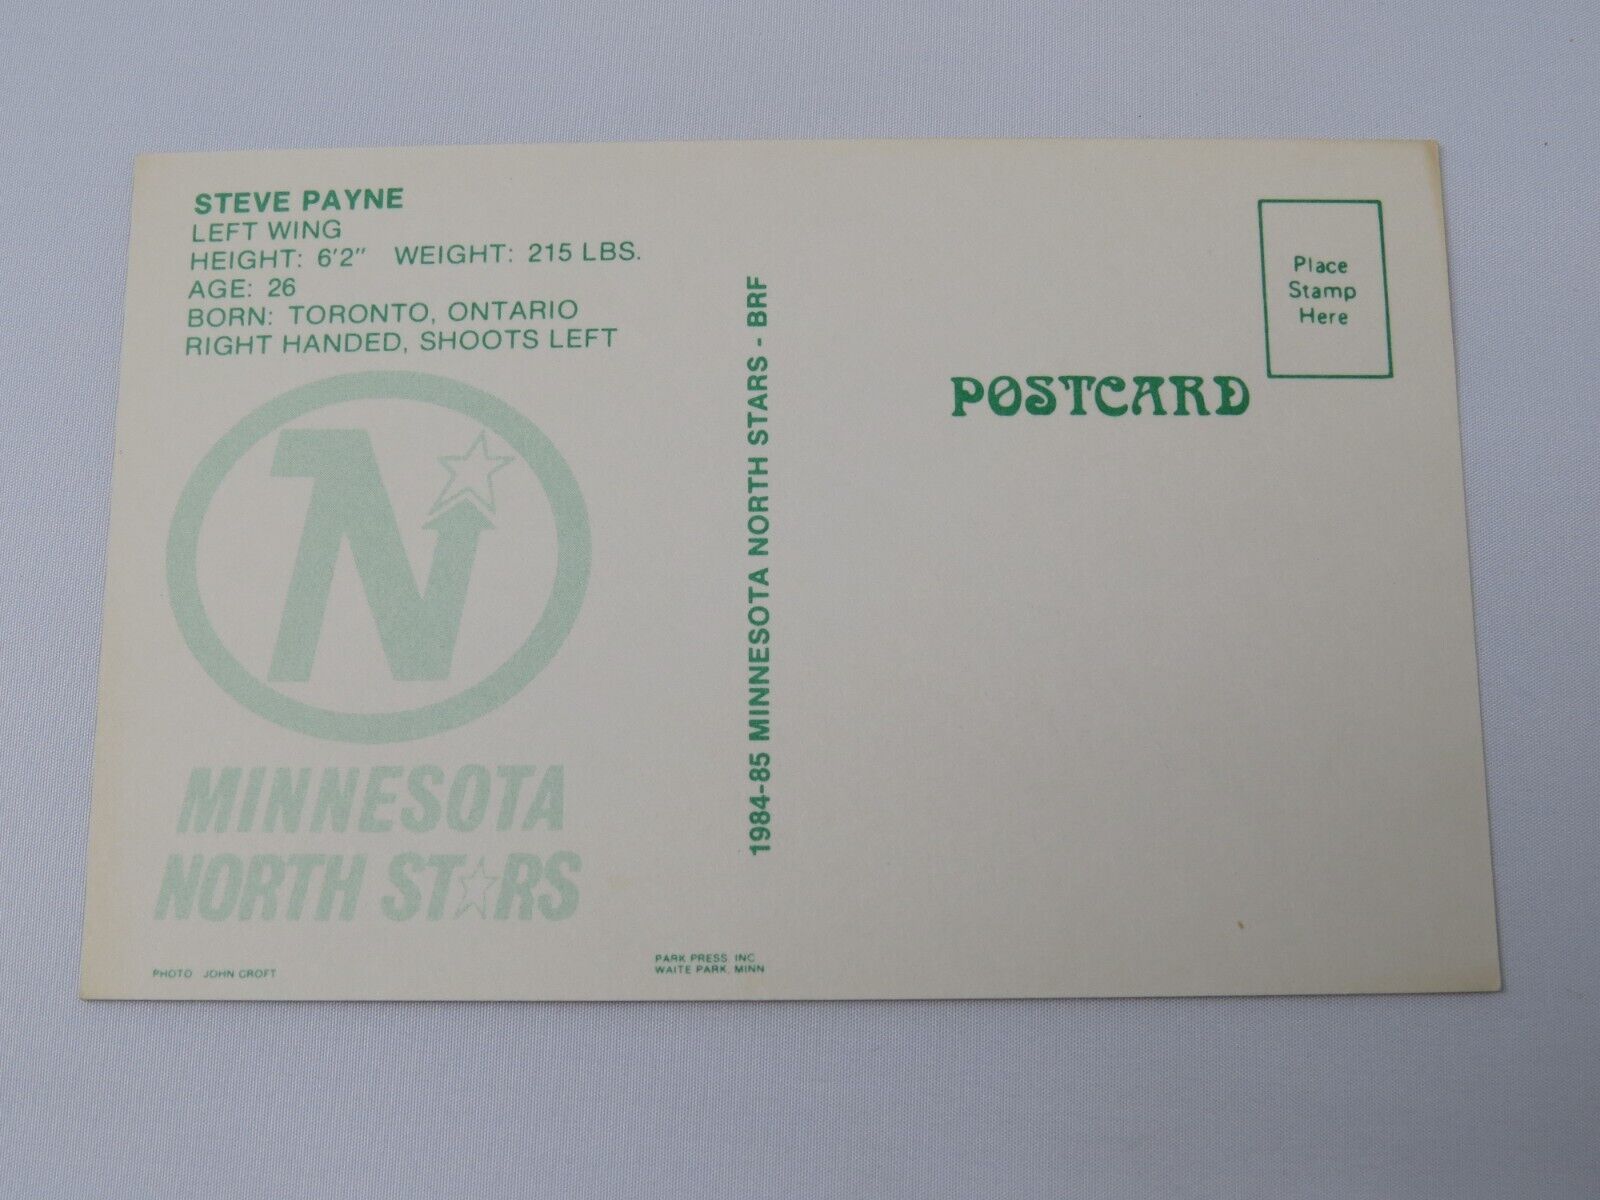 STEVE PAYNE
LEFT WING
HEIGHT: 6'2" WEIGHT: 215 LBS.
AGE: 26
BORN: TORONTO, ONTARIO
RIGHT HANDED, SHOOTS LEFT
N
MINNESOTA
NORTH STARS
PHOTO JOHN CROFT
PARK PRESS, INC.
WAITE PARK, MINN
1984-85 MINNESOTA NORTH STARS - BRF
Place
Stamp
Here
POSTCARD